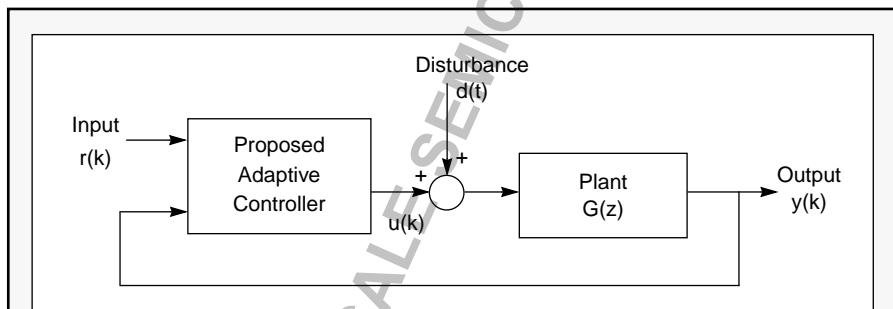 Disturbance
d(t)
Input
r(k)
Proposed
Adaptive
Controller
+
+
u(k)
Plant
G(z)
Output
y(k)